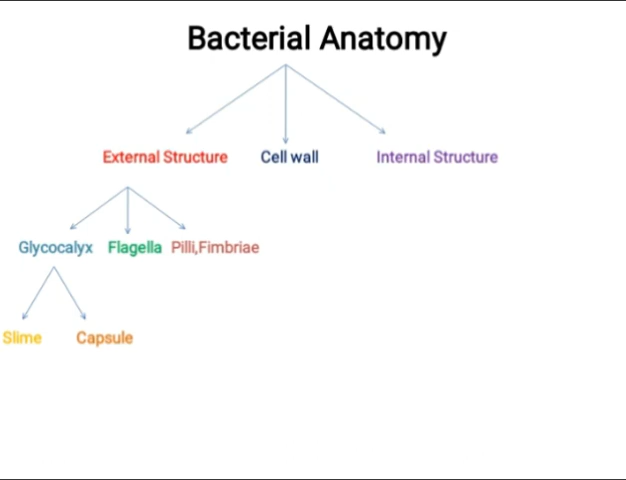 Bacterial Anatomy
External Structure Cell wall Internal Structure
Glycocalyx Flagella Pilli,Fimbriae
Slime Capsule